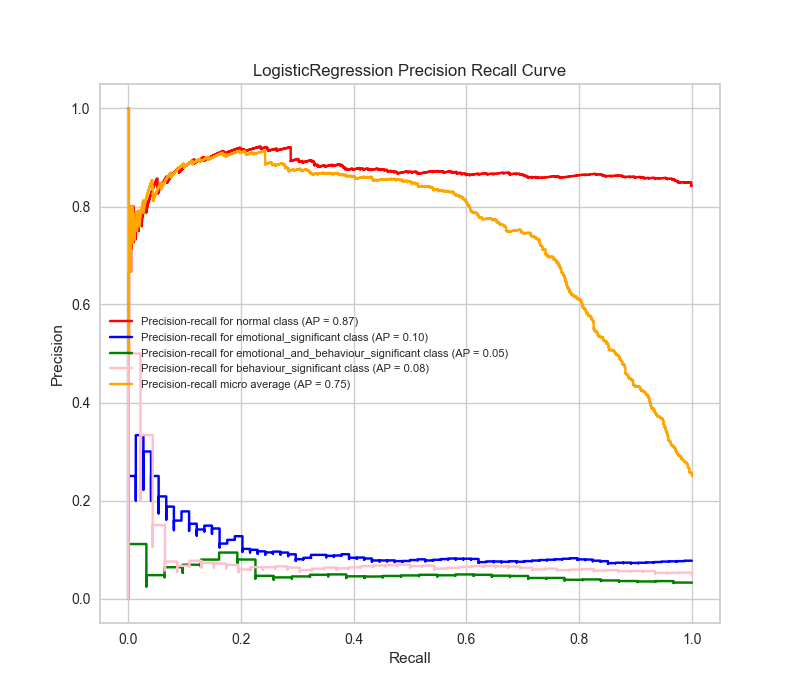 LogisticRegression Precision Recall Curve
1.0
0.8
0.6
0.4
0.2
0.0
Precision
Precision-recall for normal class (AP = 0.87)
Precision-recall for emotional_significant class (AP = 0.10)
Precision-recall for emotional_and_behaviour_significant class (AP = 0.05)
Precision-recall for behaviour_significant class (AP = 0.08)
Precision-recall micro average (AP = 0.75)
0.0 0.2 0.4 0.6 0.8 1.0
Recall